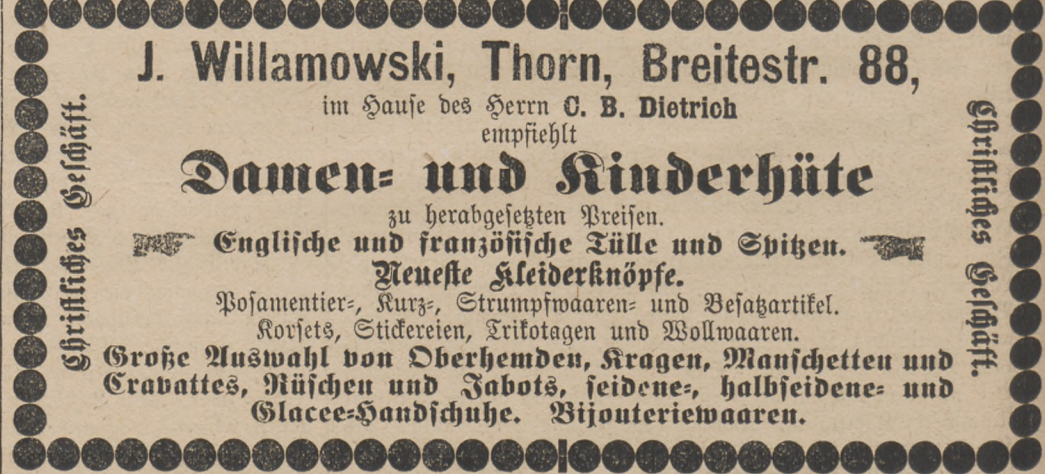 J. Willamowski, Thorn, Breitestr. 88,
im Hause des Herrn C. B. Dietrich
empfiehlt
Damen- und Kinderhüte
zu herabgesetzten Preisen.
Englische und französische Tülle und Spitzen.
Neueste Kleiderknöpfe.
Posamentier-, Kurz-, Strumpfwaaren- und Besatzartikel.
Korsets, Stickereien, Trikotagen und Wollwaaren.
Große Auswahl von Oberhemden, Kragen, Manschetten und
Cravattes, Rüschen und Jabots, seidene-, halbseidene- und
Glacee-Handschuhe. Bijouteriewaaren.
Christliches Geschäft.
Christliches Geschäft.